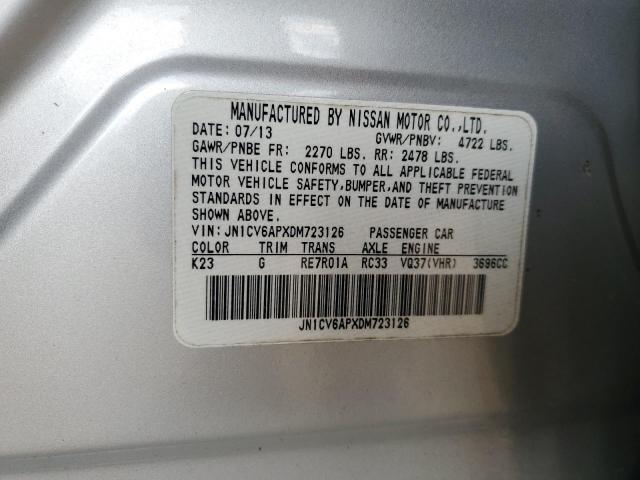 MANUFACTURED BY NISSAN MOTOR CO.,LTD.
DATE: 07/13 GVWR/PNBV: 4722 LBS.
GAWR/PNBE FR: 2270 LBS. RR: 2478 LBS.
THIS VEHICLE CONFORMS TO ALL APPLICABLE FEDERAL
MOTOR VEHICLE SAFETY,BUMPER,AND THEFT PREVENTION
STANDARDS IN EFFECT ON THE DATE OF MANUFACTURE
SHOWN ABOVE.
VIN: JN1CV6APXDM723126 PASSENGER CAR
COLOR TRIM TRANS AXLE ENGINE
K23 G RE7R01A RC33 VQ37(VHR) 3696CC
JN1CV6APXDM723126